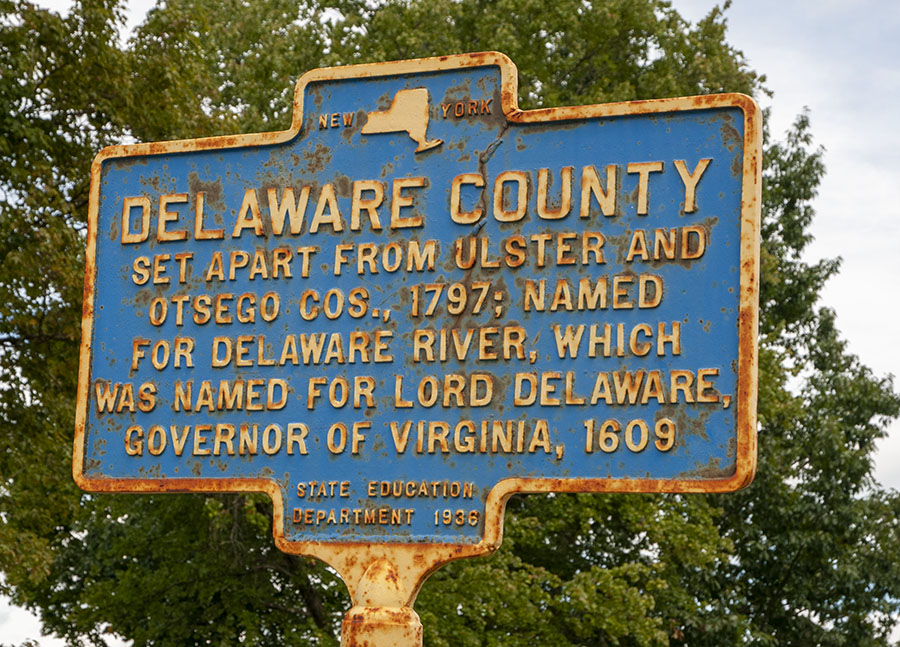 NEW YORK
DELAWARE COUNTY
SET APART FROM ULSTER AND
OTSEGO COS., 1797; NAMED
FOR DELAWARE RIVER, WHICH
WAS NAMED FOR LORD DELAWARE,
GOVERNOR OF VIRGINIA, 1609
STATE EDUCATION
DEPARTMENT 1936